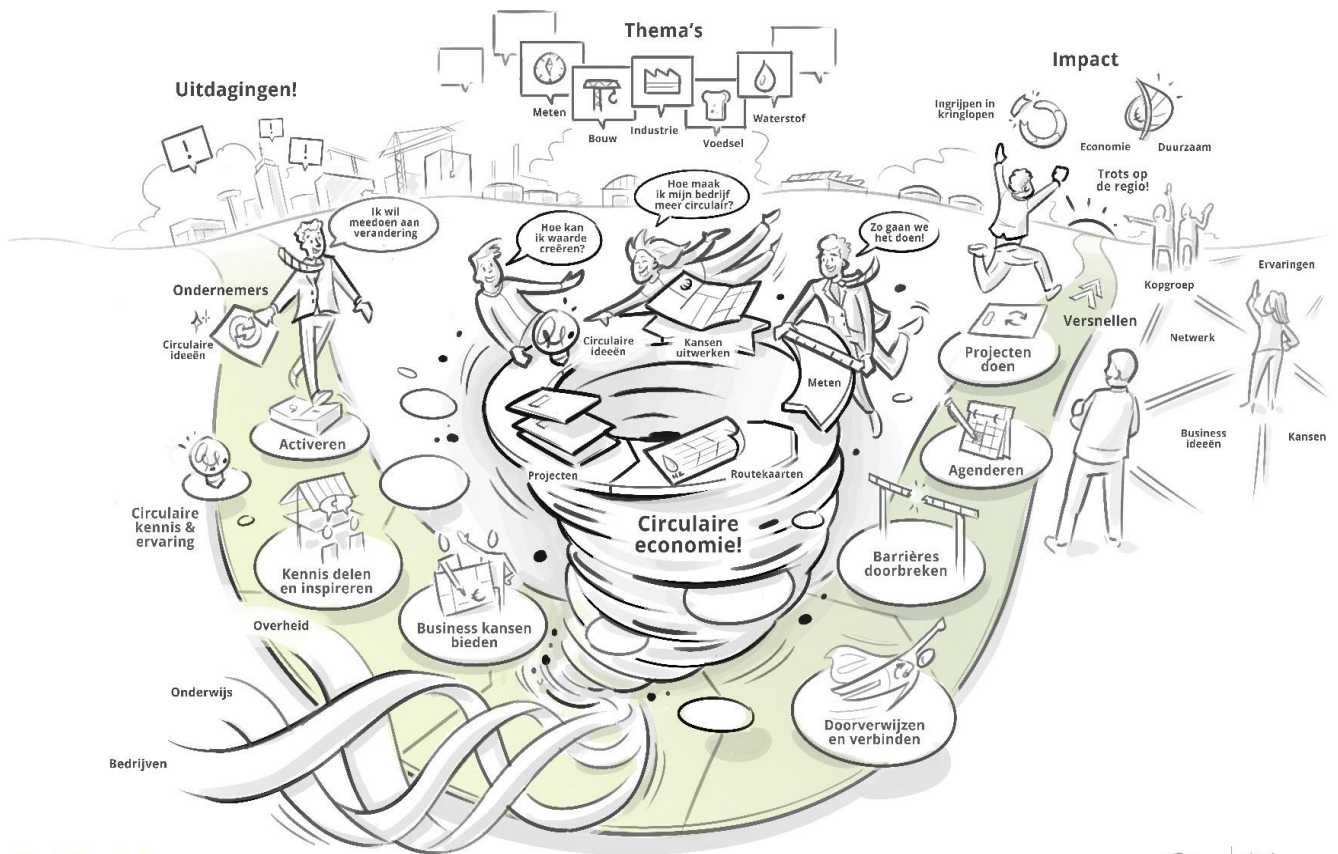 Thema's
Uitdagingen!
Impact
Meten
Bouw
Industrie
Voedsel
Waterstof
Ingrijpen in
kringlopen
Economie
Duurzaam
Trots op
de regio!
!
!
!
Ik wil
meedoen aan
verandering
Hoe kan
ik waarde
creëren?
Hoe maak
ik mijn bedrijf
meer circulair?
Zo gaan we
het doen!
Ondernemers
Circulaire
ideeën
Circulaire
ideeën
Kansen
uitwerken
€
Meten
Projecten
Routekaarten
H2
Circulaire
economie!
Activeren
Circulaire
kennis &
ervaring
Kennis delen
en inspireren
€
Business kansen
bieden
Doorverwijzen
en verbinden
Barrières
doorbreken
Agenderen
Projecten
doen
Versnellen
Kopgroep
Ervaringen
Netwerk
Business
ideeën
Kansen
Overheid
Onderwijs
Bedrijven